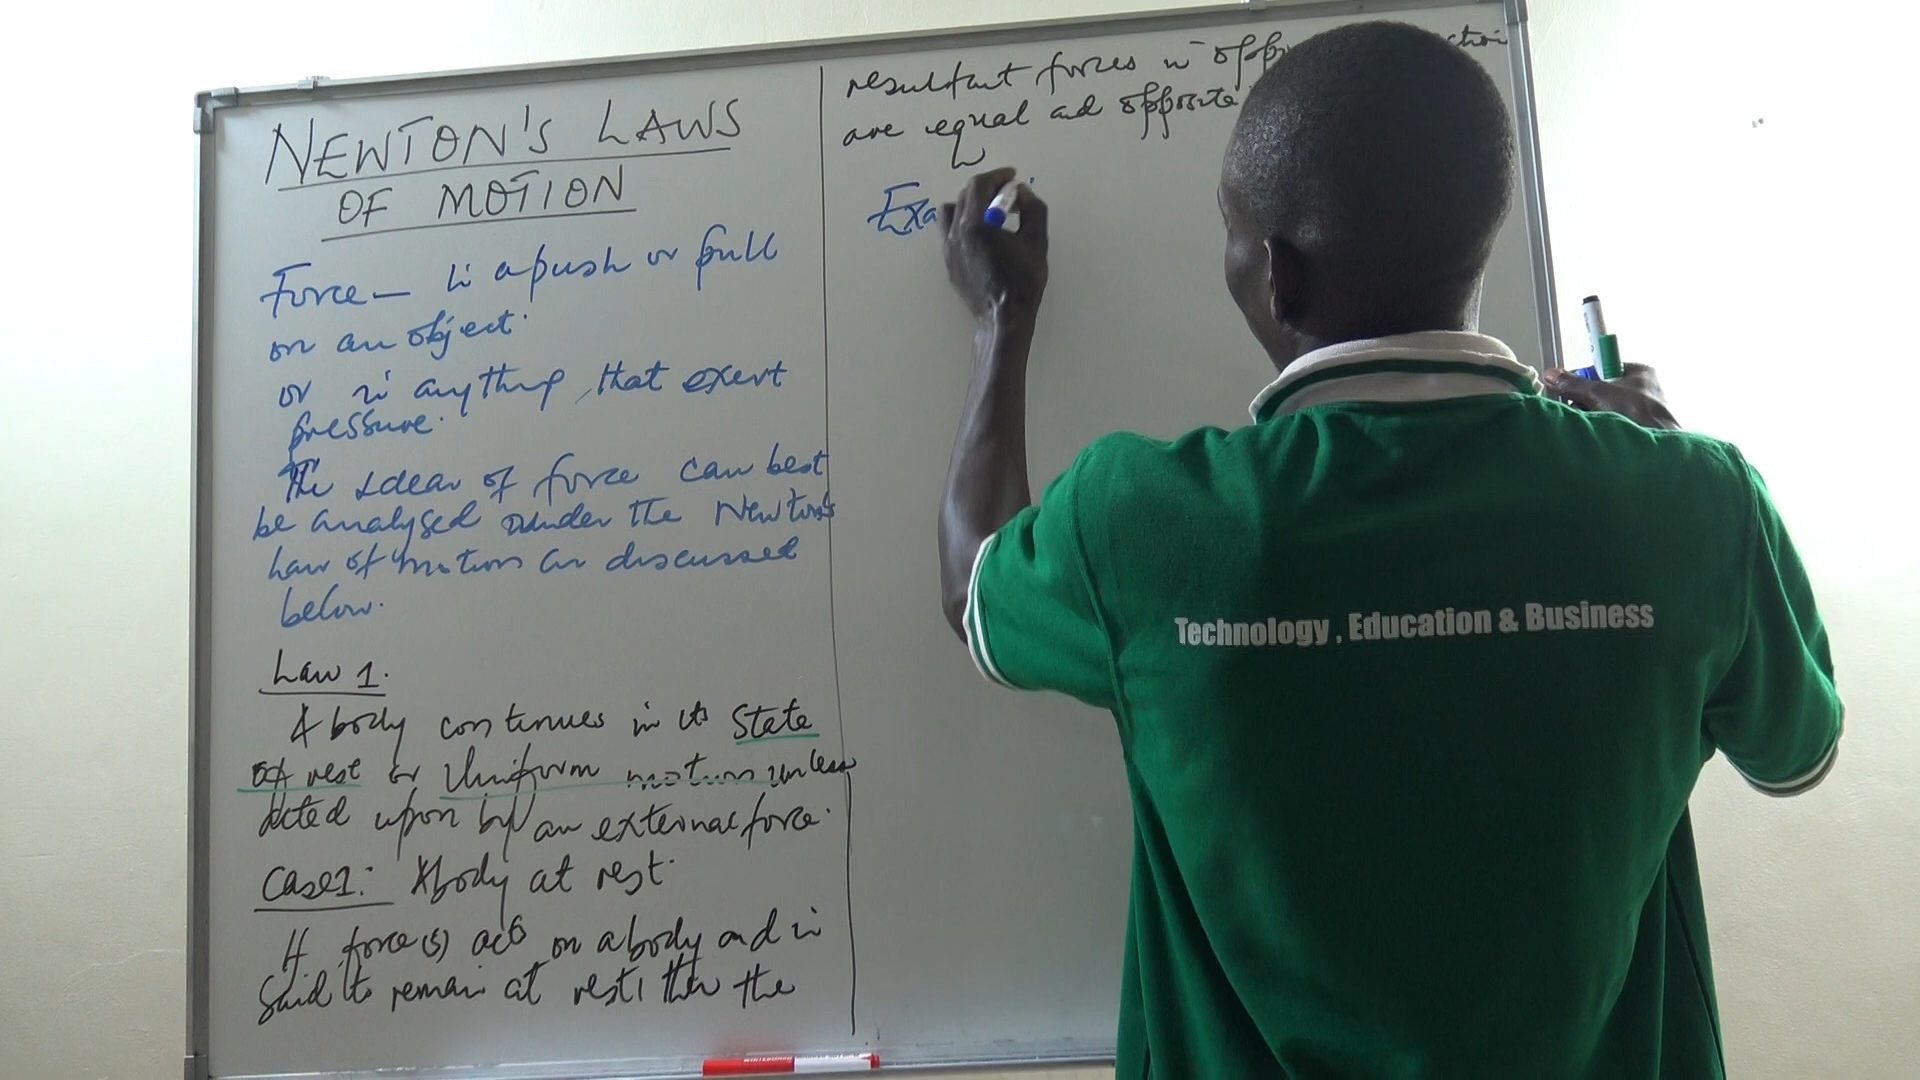 NEWTON'S LAWS
OF MOTION
Force — is a push or pull
on an object.
or is anything that exert
pressure.
The idear of force can best
be analysed under the Newton's
Law of motion as discussed
below.
Law 1.
A body continues in its State
of rest or Uniform motion unless
acted upon by an external force.
Case 1: A body at rest.
If force(s) acts on a body and is
said to remain at rest, then the
resultant forces in
are equal and opposite
Exa
Technology , Education & Business